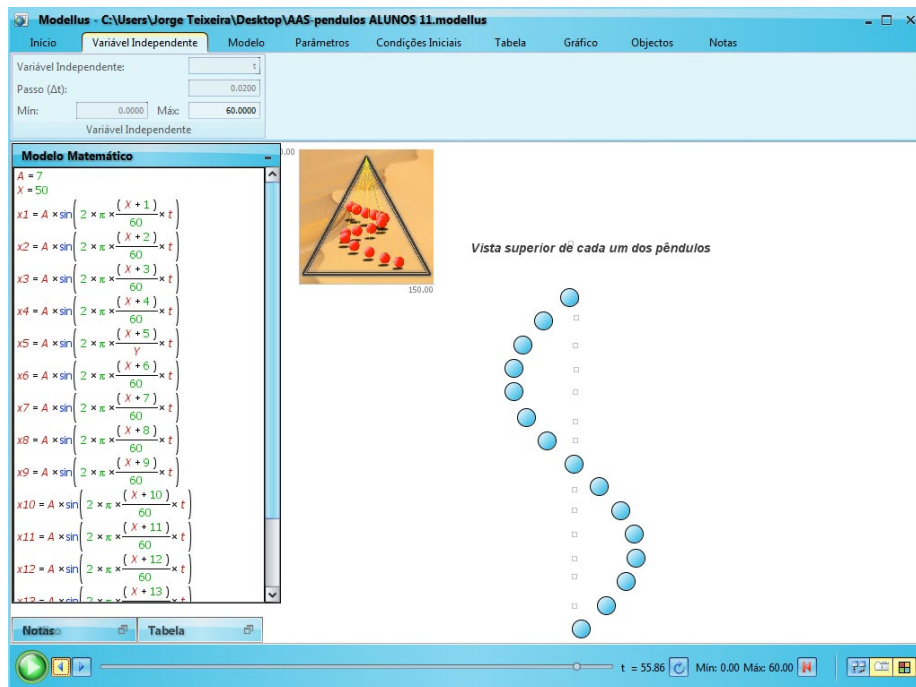 Modellus - C:\Users\Jorge Teixeira\Desktop\AAS-pendulos ALUNOS 11.modellus
Início Variável Independente Modelo Parâmetros Condições Iniciais Tabela Gráfico Objectos Notas
Variável Independente: t
Passo (Δt): 0.0200
Mín: 0.0000 Máx: 60.0000
Variável Independente
Modelo Matemático
A = 7
X = 50
x1 = A × sin( 2 × π × ( X + 1 ) / 60 × t )
x2 = A × sin( 2 × π × ( X + 2 ) / 60 × t )
x3 = A × sin( 2 × π × ( X + 3 ) / 60 × t )
x4 = A × sin( 2 × π × ( X + 4 ) / 60 × t )
x5 = A × sin( 2 × π × ( X + 5 ) / Y × t )
x6 = A × sin( 2 × π × ( X + 6 ) / 60 × t )
x7 = A × sin( 2 × π × ( X + 7 ) / 60 × t )
x8 = A × sin( 2 × π × ( X + 8 ) / 60 × t )
x9 = A × sin( 2 × π × ( X + 9 ) / 60 × t )
x10 = A × sin( 2 × π × ( X + 10 ) / 60 × t )
x11 = A × sin( 2 × π × ( X + 11 ) / 60 × t )
x12 = A × sin( 2 × π × ( X + 12 ) / 60 × t )
x13 = A × sin( 2 × π × ( X + 13 ) × t
0.00
150.00
Vista superior de cada um dos pêndulos
Notas Tabela
t = 55.86 Mín: 0.00 Máx: 60.00